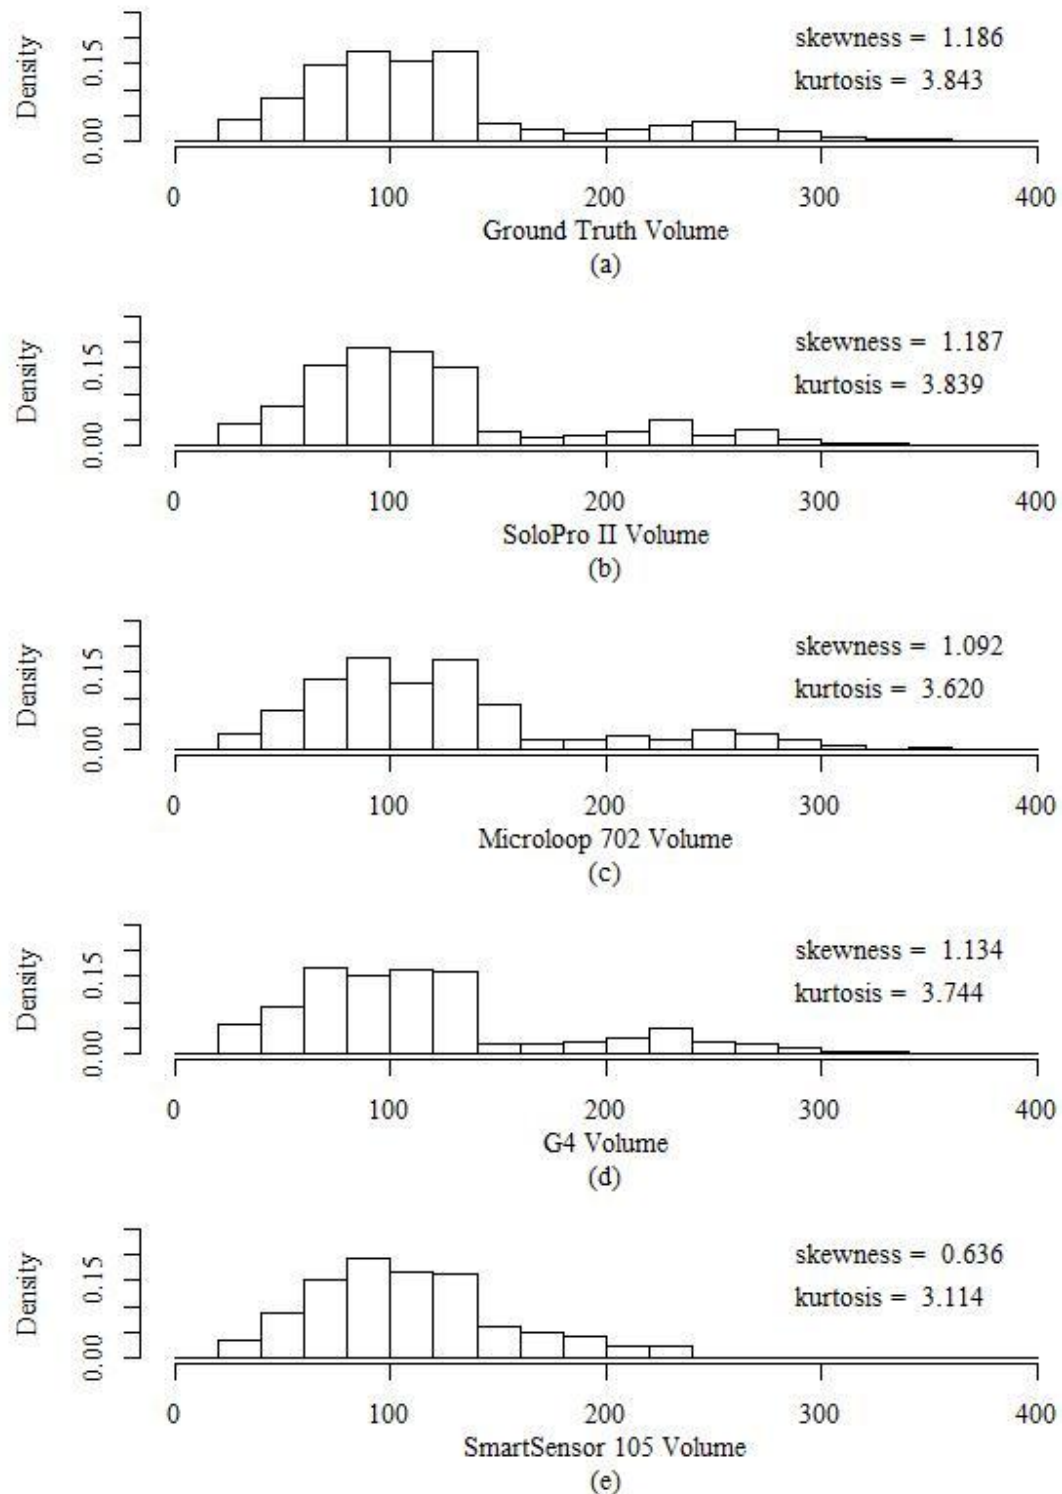 skewness = 1.186
kurtosis = 3.843
Density
0.00 0.15
0 100 200 300 400
Ground Truth Volume
(a)
skewness = 1.187
kurtosis = 3.839
Density
0.00 0.15
0 100 200 300 400
SoloPro II Volume
(b)
skewness = 1.092
kurtosis = 3.620
Density
0.00 0.15
0 100 200 300 400
Microloop 702 Volume
(c)
skewness = 1.134
kurtosis = 3.744
Density
0.00 0.15
0 100 200 300 400
G4 Volume
(d)
skewness = 0.636
kurtosis = 3.114
Density
0.00 0.15
0 100 200 300 400
SmartSensor 105 Volume
(e)